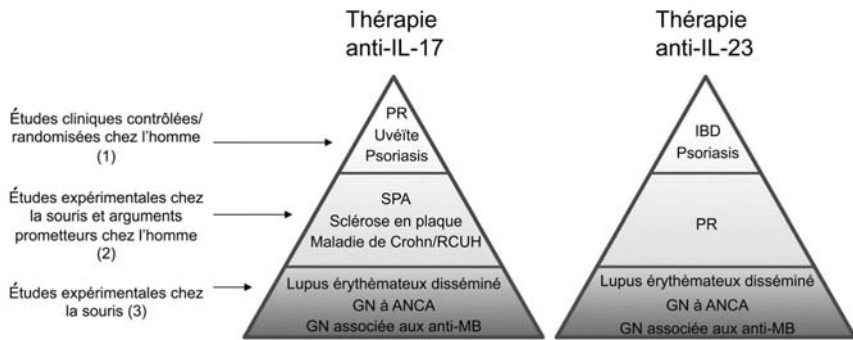 Thérapie
anti-IL-17
Thérapie
anti-IL-23
Études cliniques contrôlées/
randomisées chez l'homme
(1)
PR
Uvéïte
Psoriasis
IBD
Psoriasis
Études expérimentales chez
la souris et arguments
prometteurs chez l'homme
(2)
SPA
Sclérose en plaque
Maladie de Crohn/RCUH
PR
Études expérimentales chez
la souris (3)
Lupus érythèmateux disséminé
GN à ANCA
GN associée aux anti-MB
Lupus érythèmateux disséminé
GN à ANCA
GN associée aux anti-MB